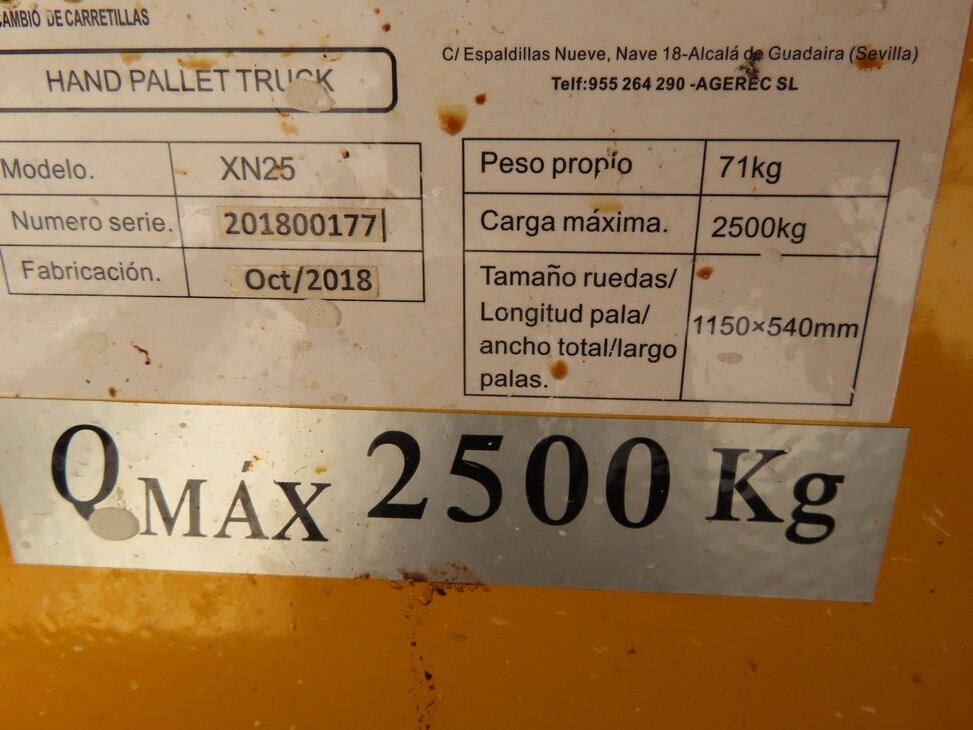 CAMBIO DE CARRETILLAS
HAND PALLET TRUCK
C/ Espaldillas Nueve, Nave 18-Alcalá de Guadaira (Sevilla)
Telf:955 264 290 -AGEREC SL
Modelo. XN25
Numero serie. 201800177
Fabricación. Oct/2018
Peso propio 71kg
Carga máxima. 2500kg
Tamaño ruedas/
Longitud pala/
ancho total/largo
palas.
1150×540mm
QMÁX 2500 Kg